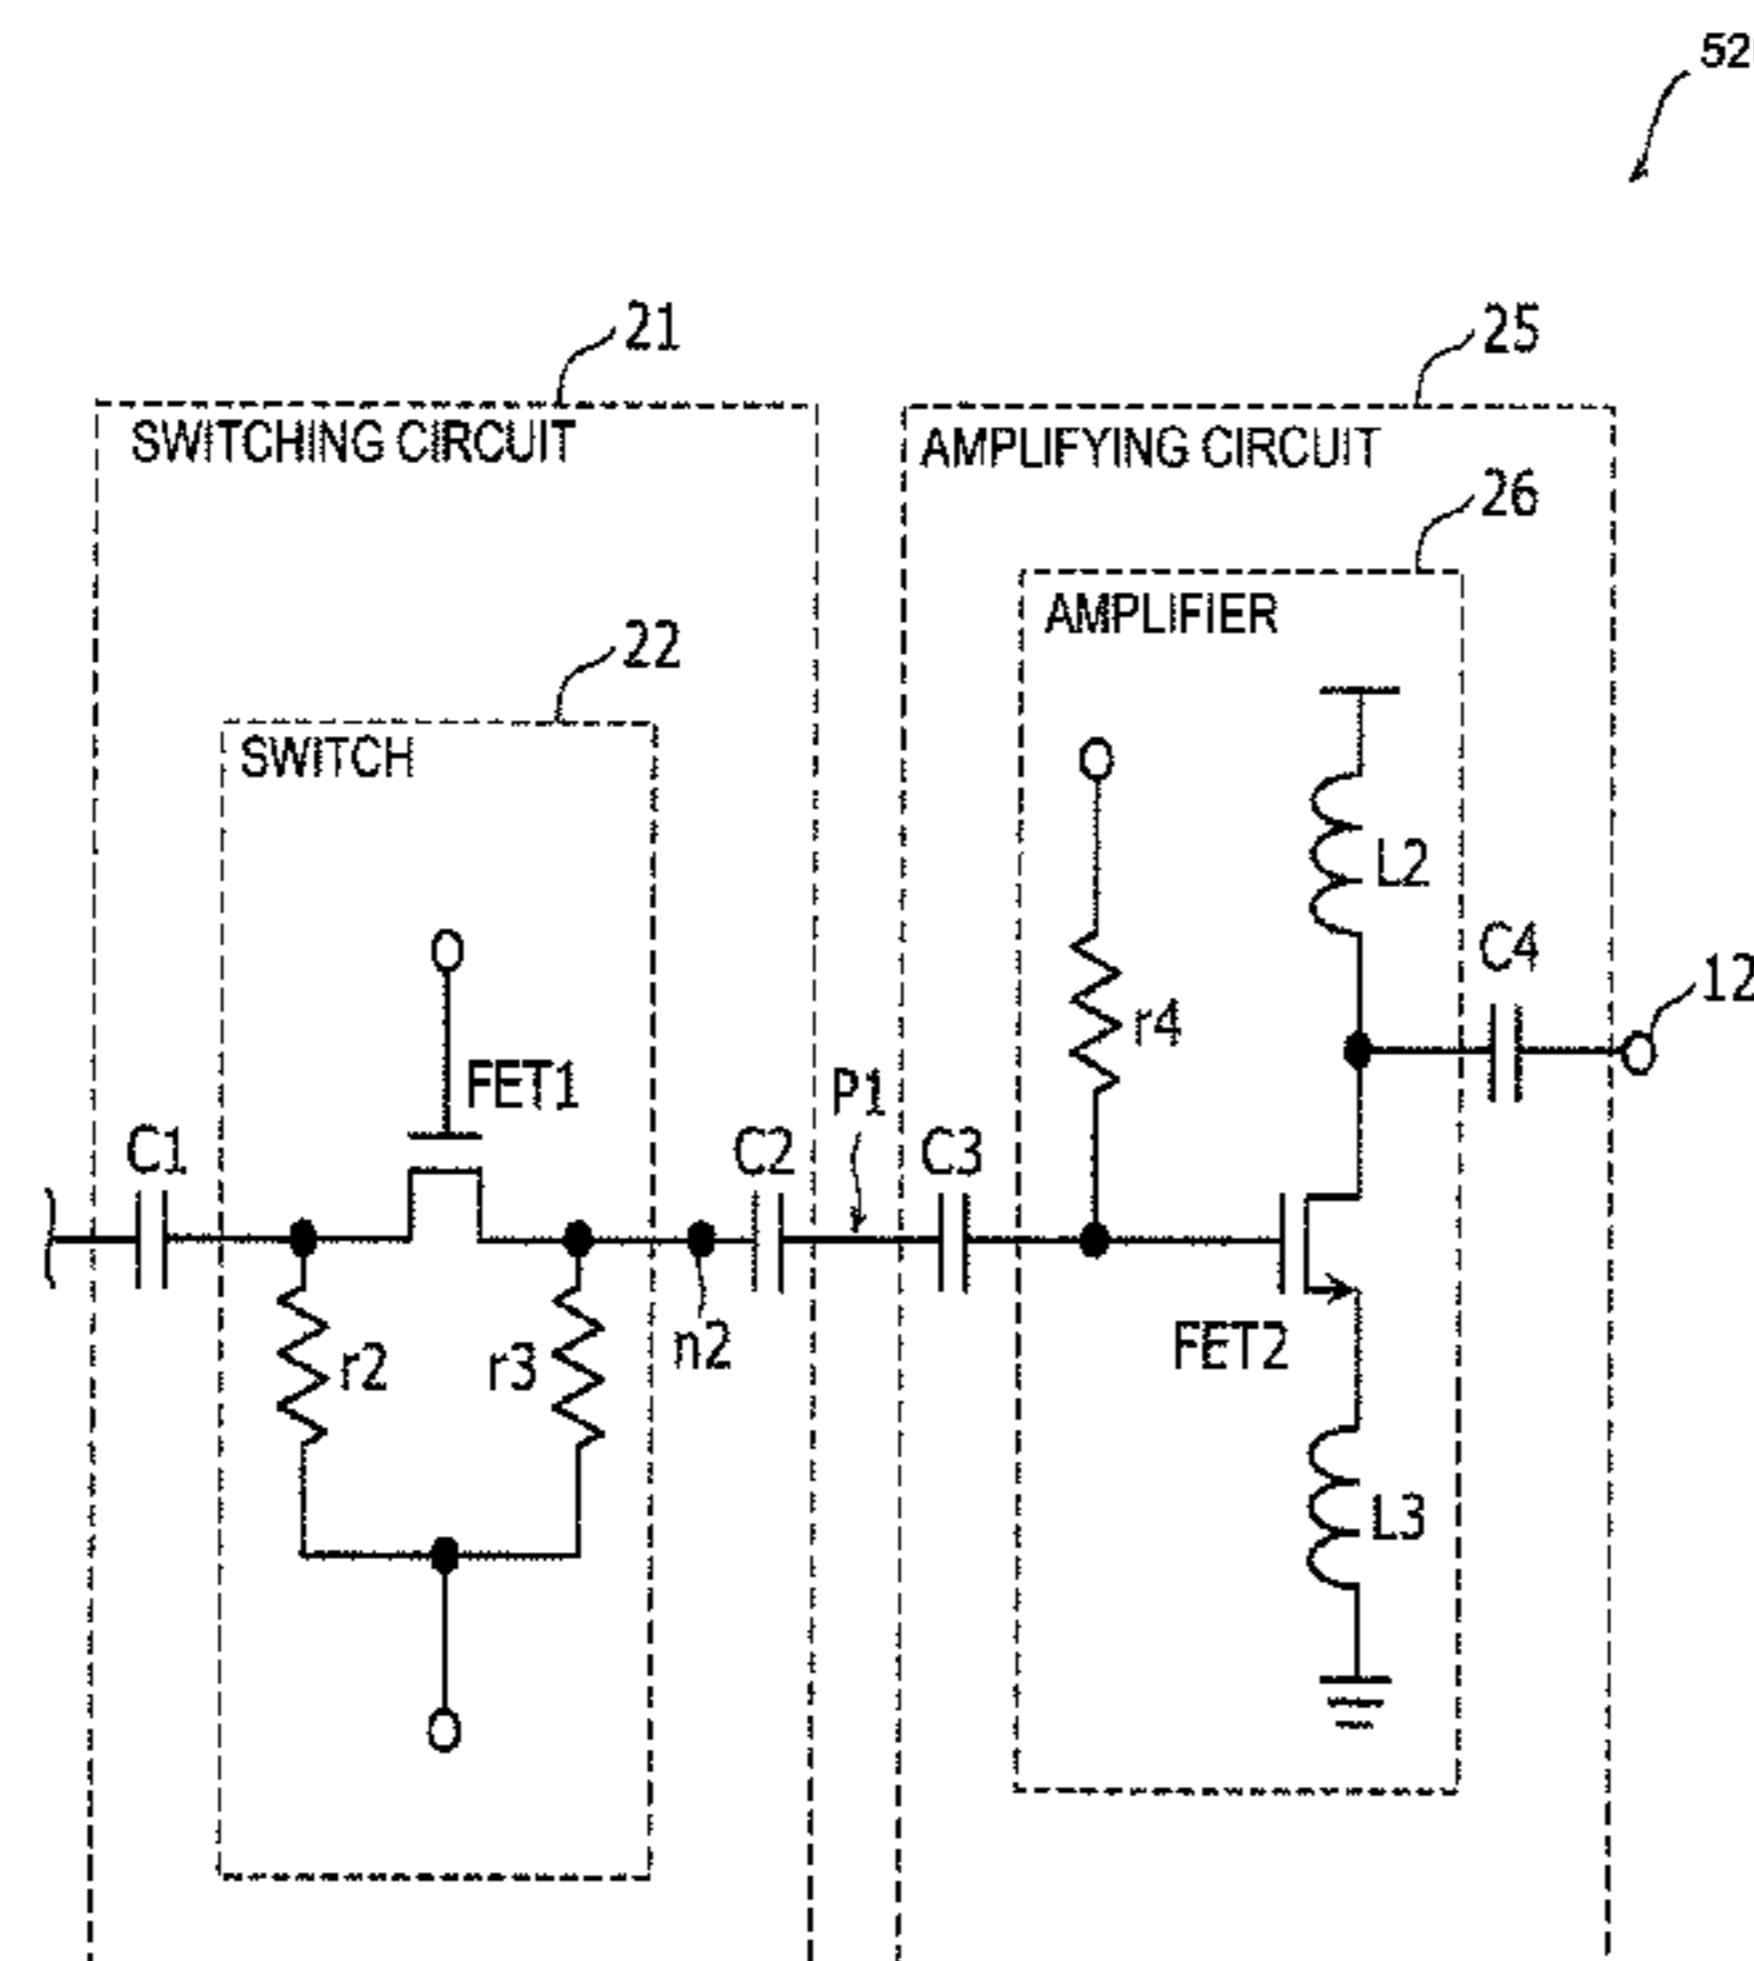 52
21
25
SWITCHING CIRCUIT
AMPLIFYING CIRCUIT
26
22
AMPLIFIER
SWITCH
L2
C4
12
r4
FET1
P1
C1
C2
C3
r2
r3
n2
FET2
L3